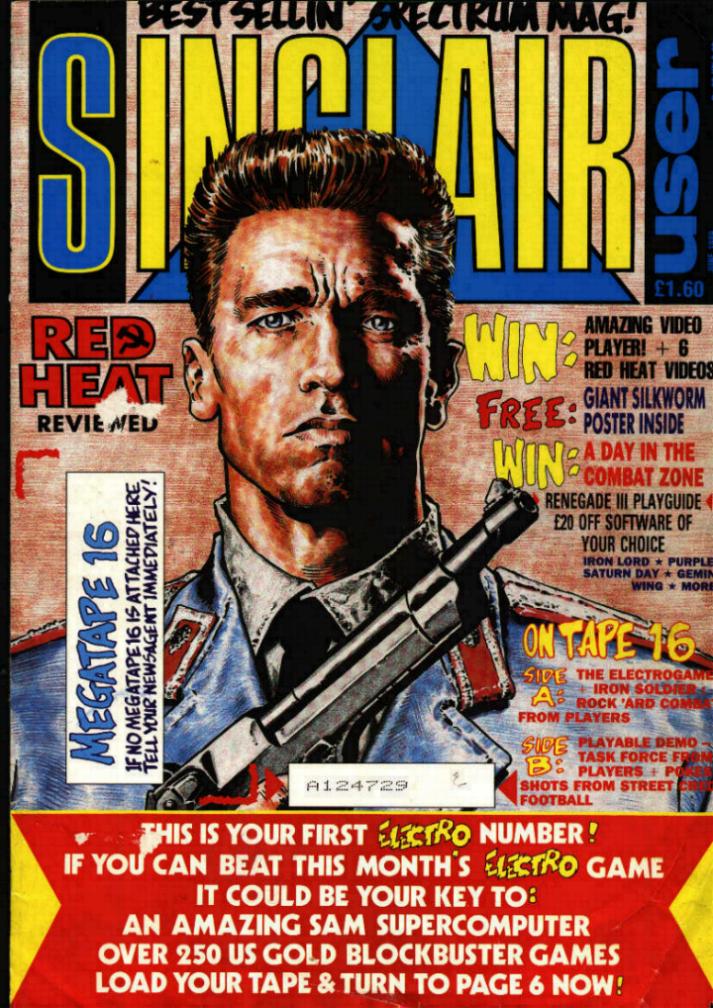 BEST SELLIN' SPECTRUM MAG!
SINCLAIR
user
£1.60
RED
HEAT
REVIEWED
WIN:
AMAZING VIDEO
PLAYER! + 6
RED HEAT VIDEOS
FREE:
GIANT SILKWORM
POSTER INSIDE
WIN:
A DAY IN THE
COMBAT ZONE
RENEGADE III PLAYGUIDE
£20 OFF SOFTWARE OF
YOUR CHOICE
IRON LORD ★ PURPLE
SATURN DAY ★ GEMINI
WING ★ MORE
MEGATAPE 16
IF NO MEGATAPE 16 IS ATTACHED HERE
TELL YOUR NEWSAGENT IMMEDIATELY!
ON TAPE 16
SIDE A:
THE ELECTROGAME
+ IRON SOLDIER +
ROCK 'ARD COMBAT
FROM PLAYERS
SIDE B:
PLAYABLE DEMO –
TASK FORCE FROM
PLAYERS + POKES
SHOTS FROM STREET CRED
FOOTBALL
A124729
THIS IS YOUR FIRST ELECTRO NUMBER!
IF YOU CAN BEAT THIS MONTH'S ELECTRO GAME
IT COULD BE YOUR KEY TO:
AN AMAZING SAM SUPERCOMPUTER
OVER 250 US GOLD BLOCKBUSTER GAMES
LOAD YOUR TAPE & TURN TO PAGE 6 NOW!